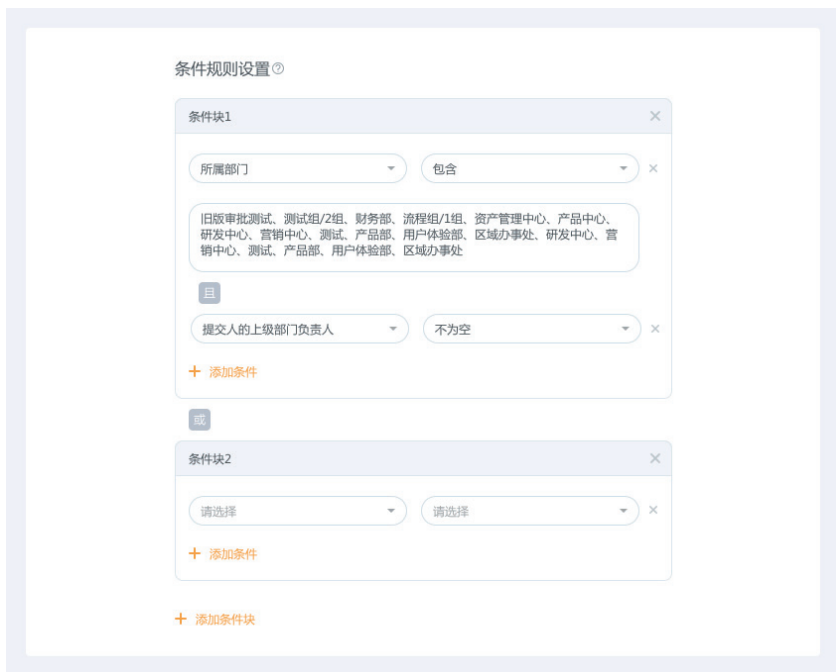 条件规则设置?
条件块1
所属部门
包含
旧版审批测试、测试组/2组、财务部、流程组/1组、资产管理中心、产品中心、
研发中心、营销中心、测试、产品部、用户体验部、区域办事处、研发中心、营
销中心、测试、产品部、用户体验部、区域办事处
且
提交人的上级部门负责人
不为空
+ 添加条件
或
条件块2
请选择
请选择
+ 添加条件
+ 添加条件块